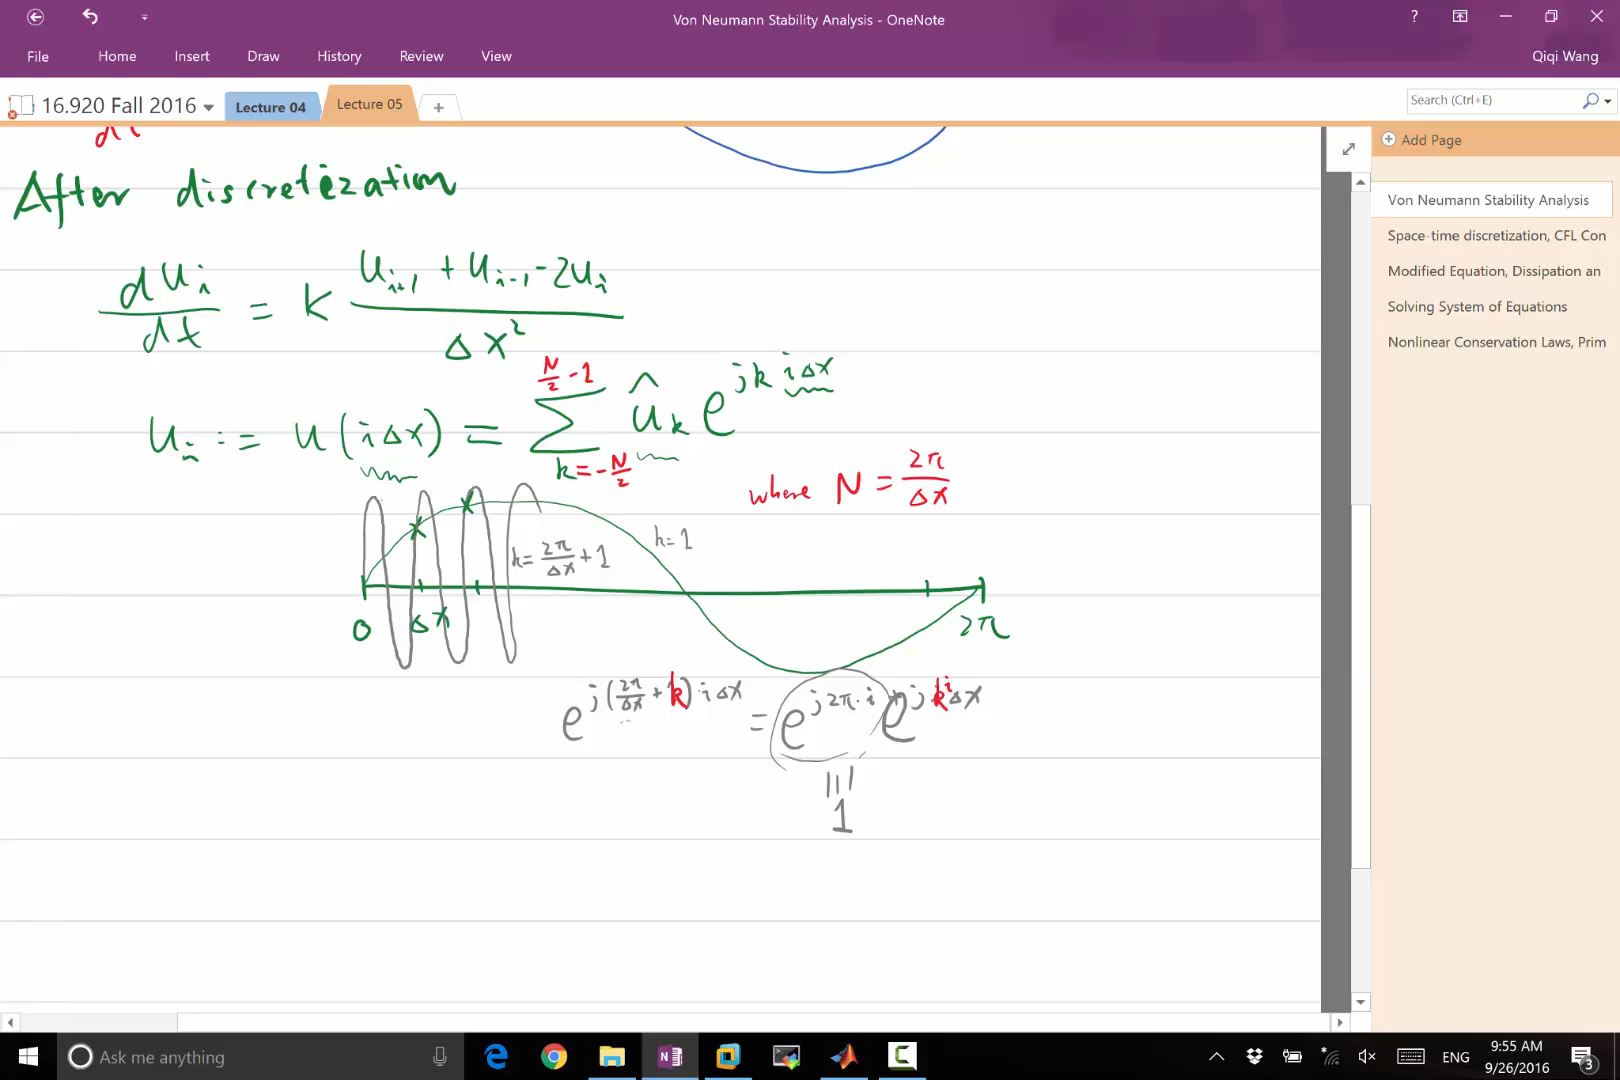 Von Neumann Stability Analysis - OneNote
?
File Home Insert Draw History Review View
Qiqi Wang
16.920 Fall 2016
Lecture 04
Lecture 05
+
Search (Ctrl+E)
Add Page
Von Neumann Stability Analysis
Space-time discretization, CFL Con
Modified Equation, Dissipation an
Solving System of Equations
Nonlinear Conservation Laws, Prim
After discretization
du_i/dt = k (u_{i+1} + u_{i-1} - 2u_i)/Δx²
u_i := u(iΔx) = Σ_{k=-N/2}^{N/2-1} û_k e^{jk iΔx}
where N = 2π/Δx
k = 2π/Δx + 1
k=1
0 Δx 2π
e^{j(2π/Δx + k) i Δx} = e^{j2π·i} e^{jkiΔx}
|||
1
Ask me anything
ENG
9:55 AM
9/26/2016
3